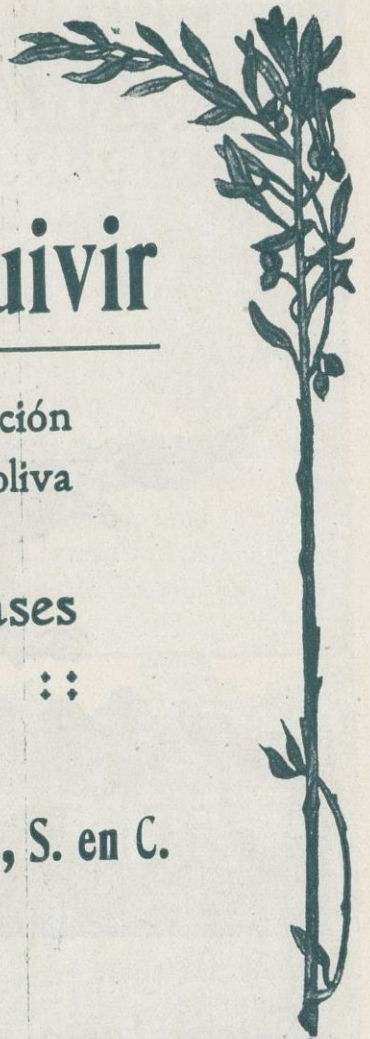 uivir
ción
oliva
ases
, S. en C.